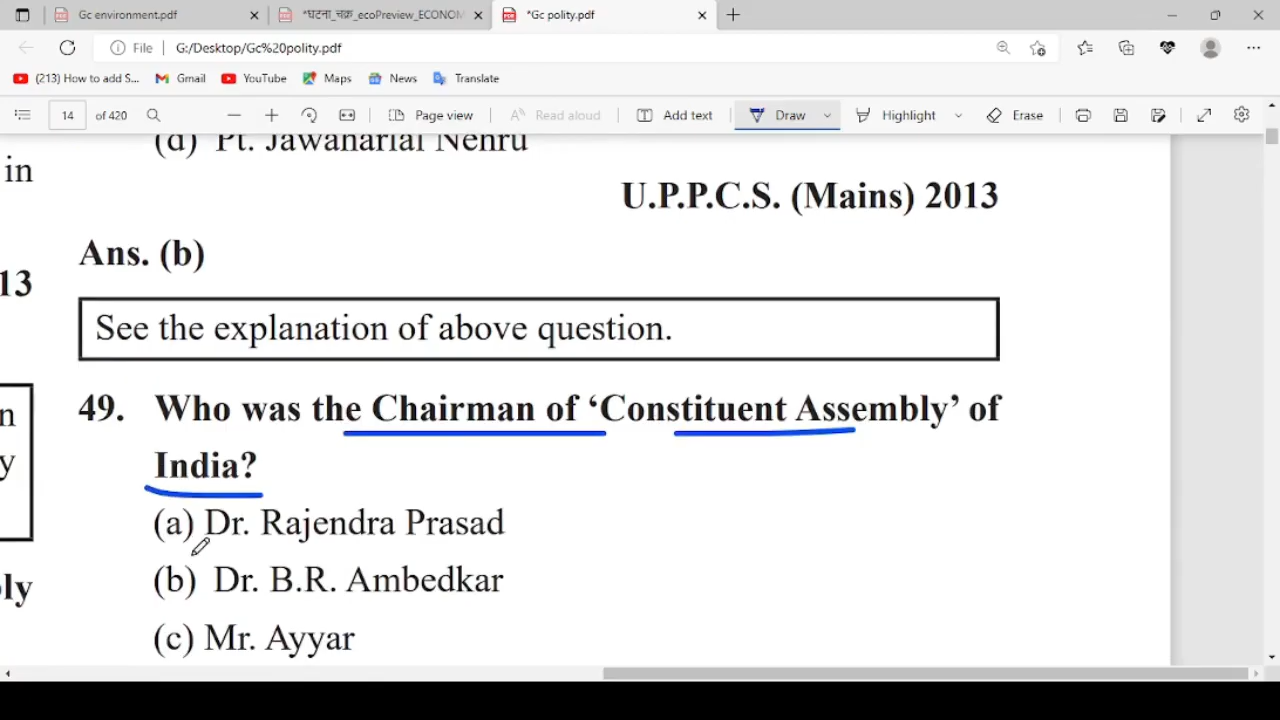 Gc environment.pdf
*घटना_चक्र_ecoPreview_ECONOM
*Gc polity.pdf
File
G:/Desktop/Gc%20polity.pdf
(213) How to add S...
Gmail
YouTube
Maps
News
Translate
14 of 420
Page view
Read aloud
Add text
Draw
Highlight
Erase
(d) Pt. Jawaharlal Nehru
in
U.P.P.C.S. (Mains) 2013
Ans. (b)
13
See the explanation of above question.
n
49. Who was the Chairman of ‘Constituent Assembly’ of
y
India?
(a) Dr. Rajendra Prasad
(b) Dr. B.R. Ambedkar
ly
(c) Mr. Ayyar